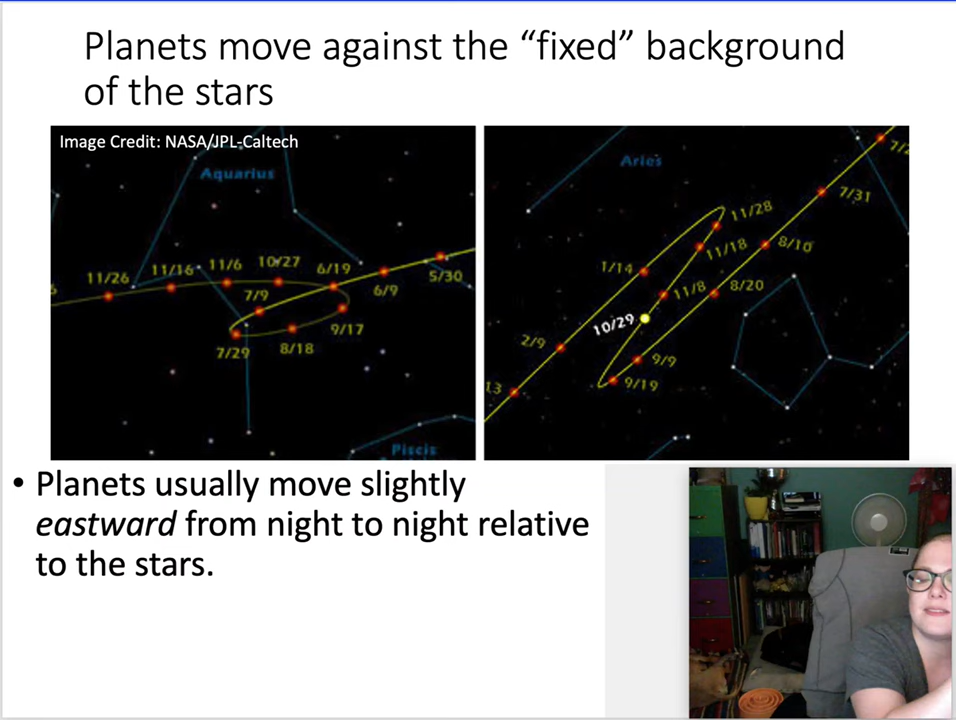 Planets move against the “fixed” background
of the stars
Image Credit: NASA/JPL-Caltech
Aquarius
11/26
11/16
11/6
10/27
6/19
5/30
6/9
7/9
9/17
7/29
8/18
Piscis
Aries
7/31
11/28
11/18
8/10
1/14
11/8
8/20
10/29
2/9
9/9
9/19
• Planets usually move slightly
eastward from night to night relative
to the stars.